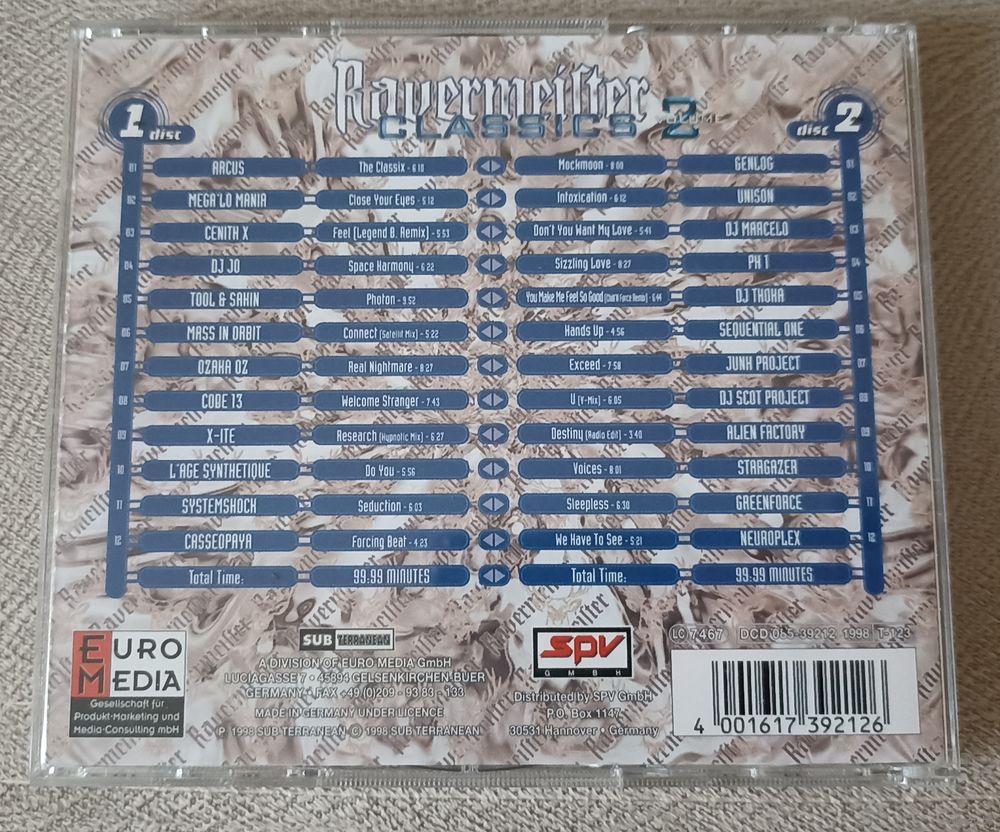 Ravermeister
CLASSICS VOLUME 2
1 disc
disc 2
01 ARCUS The Classix - 6:10 Mockmoon - 8:00 GENLOG 01
02 MEGA'LO MANIA Close Your Eyes - 5:12 Intoxication - 6:12 UNISON 02
03 CENITH X Feel (Legend B. Remix) - 5:53 Don't You Want My Love - 5:41 DJ MARCELO 03
04 DJ JO Space Harmony - 6:22 Sizzling Love - 8:27 PH 1 04
05 TOOL & SAKIN Photon - 9:52 You Make Me Feel So Good - 6:44 DJ THOKA 05
06 MASS IN ORBIT Connect (Satellit Mix) - 5:22 Hands Up - 4:56 SEQUENTIAL ONE 06
07 OZAKA OZ Real Nightmare - 8:27 Exceed - 7:58 JUNK PROJECT 07
08 CODE 13 Welcome Stranger - 7:43 U (Y-Mix) - 6:05 DJ SCOT PROJECT 08
09 X-ITE Research (Hypnotic Mix) - 6:27 Destiny (Radio Edit) - 3:40 ALIEN FACTORY 09
10 L'AGE SYNTHETIQUE Do You - 5:56 Voices - 8:01 STARGAZER 10
11 SYSTEMSHOCK Seduction - 6:03 Sleepless - 6:30 GREENFORCE 11
12 CASSEOPAYA Forcing Beat - 4:23 We Have To See - 5:21 NEUROPLEX 12
Total Time: 99:99 MINUTES Total Time: 99:99 MINUTES
EURO
MEDIA
Gesellschaft für
Produkt-Marketing und
Media-Consulting mbH
SUB TERRANEAN
A DIVISION OF EURO MEDIA GmbH
LUCIAGASSE 7 • 45894 GELSENKIRCHEN-BUER
GERMANY • FAX +49 (0)209 - 93 83 - 133
MADE IN GERMANY UNDER LICENCE
℗ 1998 SUB TERRANEAN © 1998 SUB TERRANEAN
SPV
GMBH
Distributed by SPV GmbH
P.O. Box 1147
30531 Hannover • Germany
LC 7467 DCD 085-39212 1998 T-123
4 001617 392126